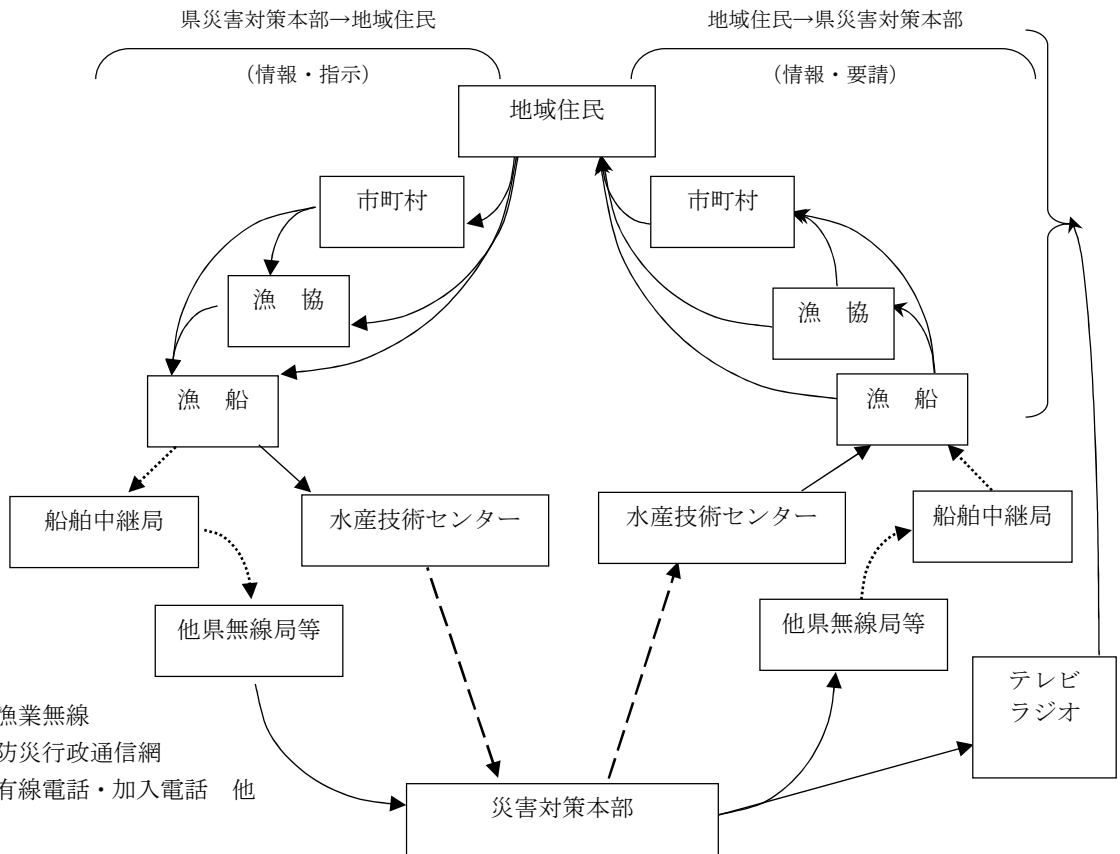 県災害対策本部→地域住民
地域住民→県災害対策本部
（情報・指示）
（情報・要請）
地域住民
市町村
市町村
漁　協
漁　協
漁　船
漁　船
船舶中継局
水産技術センター
水産技術センター
船舶中継局
他県無線局等
他県無線局等
テレビ
ラジオ
漁業無線
防災行政通信網
有線電話・加入電話　他
災害対策本部